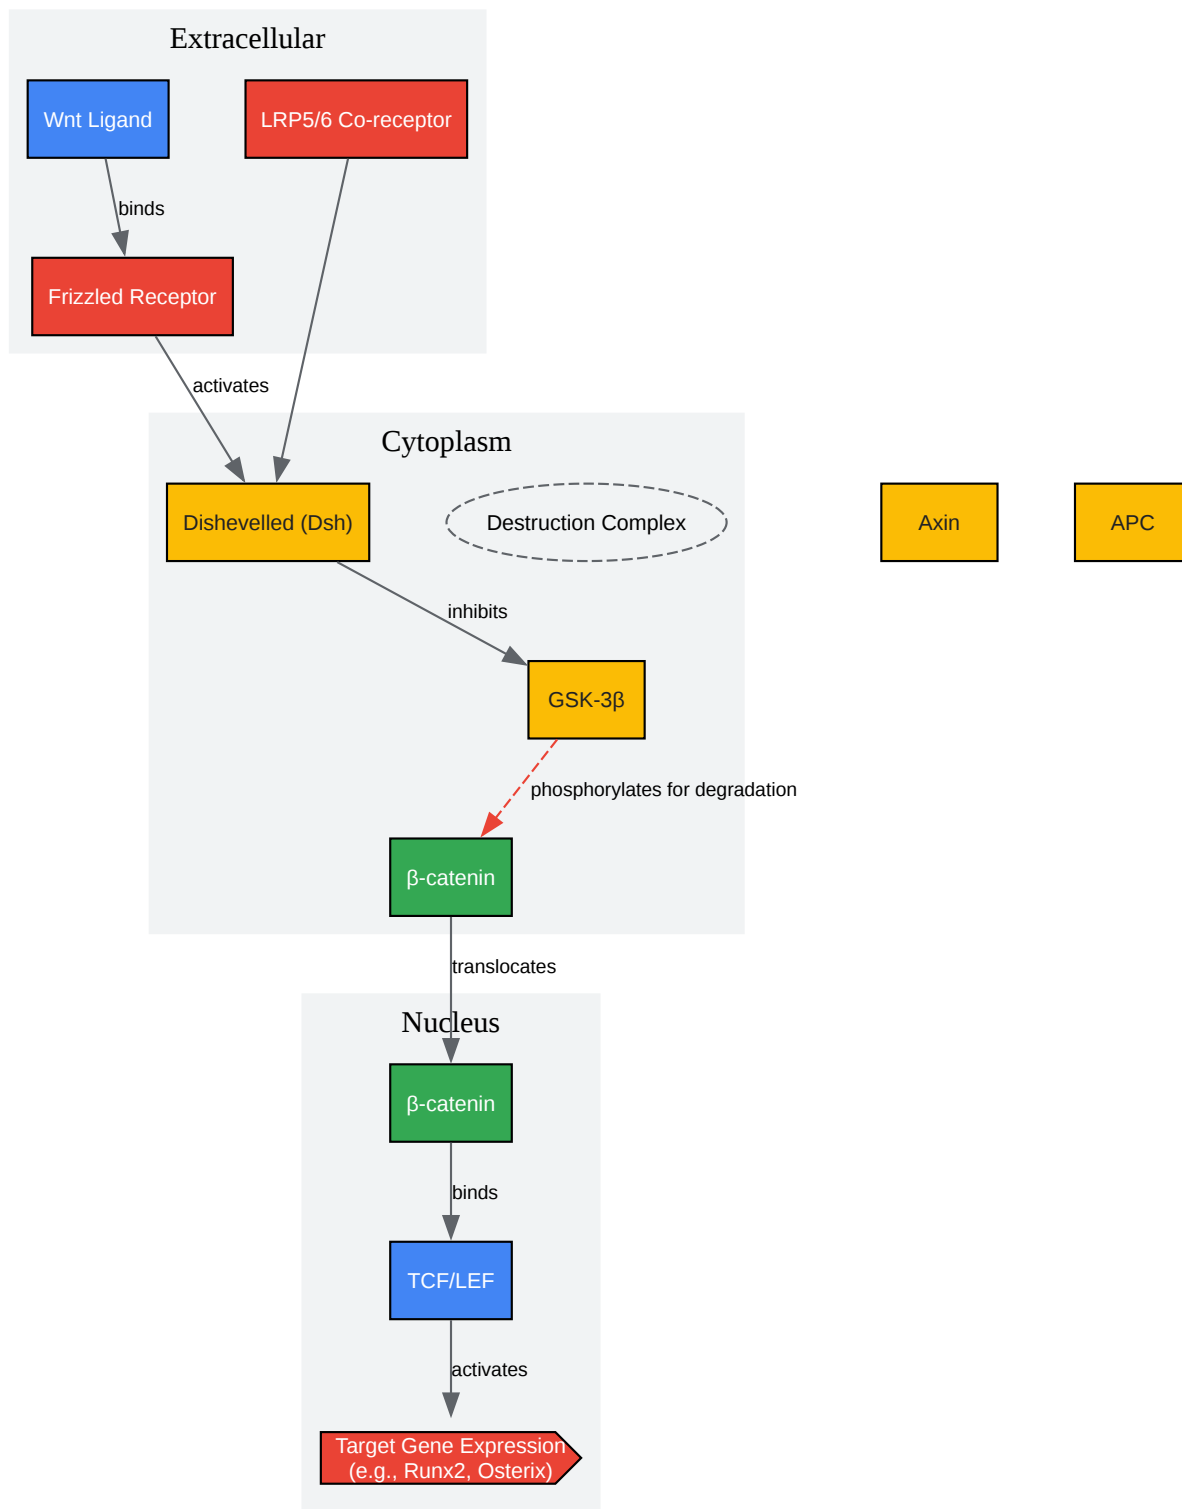 Extracellular
Wnt Ligand
LRP5/6 Co-receptor
binds
Frizzled Receptor
activates
Cytoplasm
Dishevelled (Dsh)
Destruction Complex
Axin
APC
inhibits
GSK-3β
phosphorylates for degradation
β-catenin
translocates
Nucleus
β-catenin
binds
TCF/LEF
activates
Target Gene Expression
(e.g., Runx2, Osterix)